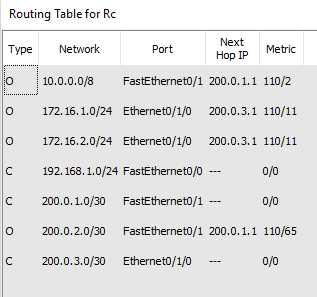 Routing Table for Rc
Type Network Port Next Hop IP Metric
O 10.0.0.0/8 FastEthernet0/1 200.0.1.1 110/2
O 172.16.1.0/24 Ethernet0/1/0 200.0.3.1 110/11
O 172.16.2.0/24 Ethernet0/1/0 200.0.3.1 110/11
C 192.168.1.0/24 FastEthernet0/0 --- 0/0
C 200.0.1.0/30 FastEthernet0/1 --- 0/0
O 200.0.2.0/30 FastEthernet0/1 200.0.1.1 110/65
C 200.0.3.0/30 Ethernet0/1/0 --- 0/0